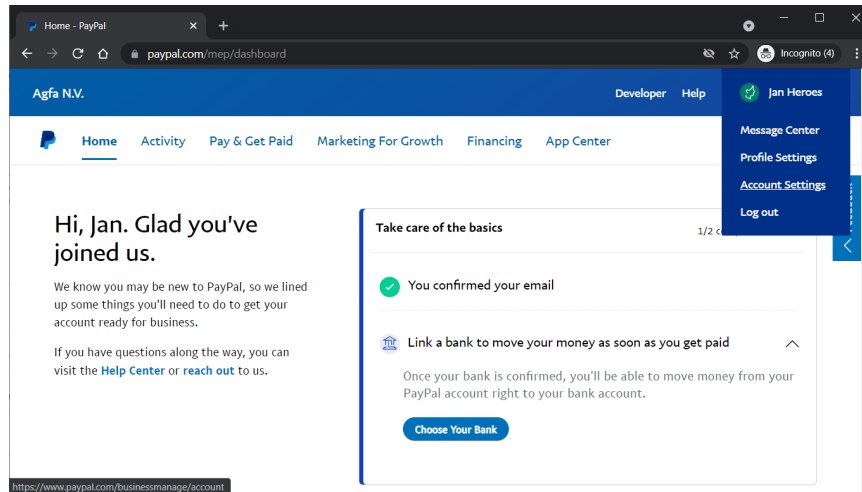 Home - PayPal
paypal.com/mep/dashboard
Incognito (4)
Agfa N.V.
Developer Help
Jan Heroes
Message Center
Profile Settings
Account Settings
Log out
Home Activity Pay & Get Paid Marketing For Growth Financing App Center
Hi, Jan. Glad you've
joined us.
We know you may be new to PayPal, so we lined
up some things you'll need to do to get your
account ready for business.
If you have questions along the way, you can
visit the Help Center or reach out to us.
Take care of the basics
1/2
You confirmed your email
Link a bank to move your money as soon as you get paid
Once your bank is confirmed, you'll be able to move money from your
PayPal account right to your bank account.
Choose Your Bank
https://www.paypal.com/businessmanage/account